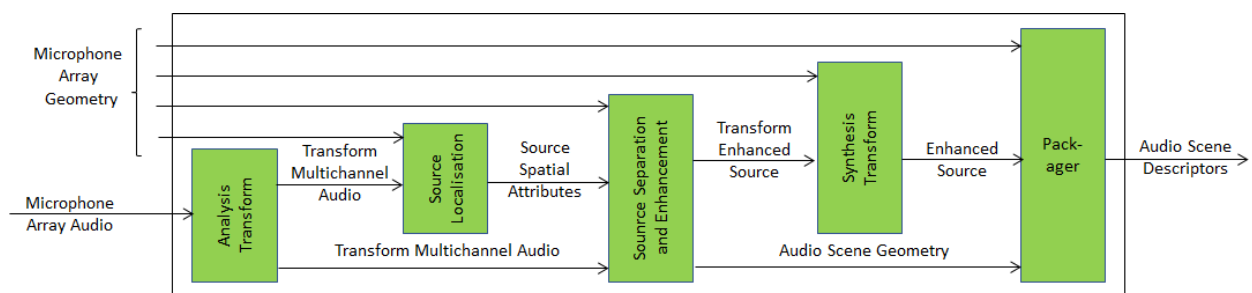 Microphone
Array
Geometry
Microphone
Array Audio
Analysis
Transform
Transform
Multichannel
Audio
Source
Localisation
Source
Spatial
Attributes
Transform Multichannel Audio
Sounrce Separation
and Enhancement
Transform
Enhanced
Source
Audio Scene Geometry
Synthesis
Transform
Enhanced
Source
Pack-
ager
Audio Scene
Descriptors